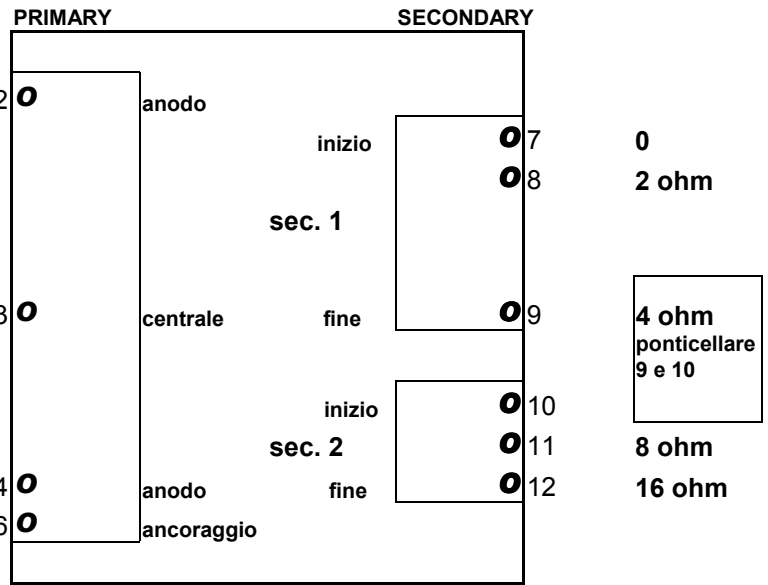 PRIMARY SECONDARY
2 o anodo
inizio o 7 0
o 8 2 ohm
sec. 1
3 o centrale fine o 9 4 ohm
ponticellare
9 e 10
inizio o 10
sec. 2 o 11 8 ohm
4 o anodo fine o 12 16 ohm
6 o ancoraggio